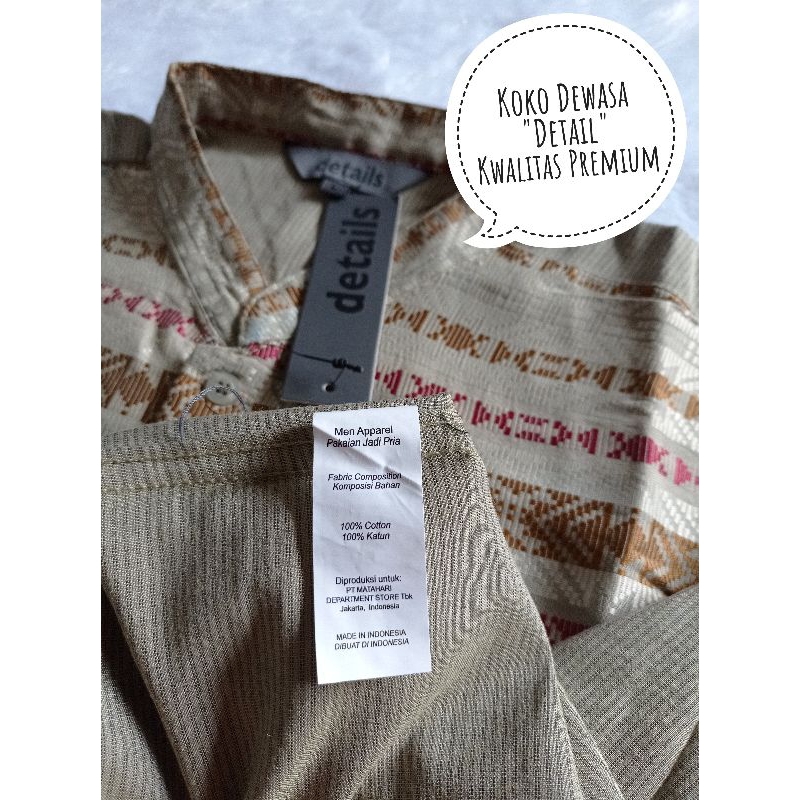 Koko Dewasa
"Detail"
Kwalitas Premium
details
details
Men Apparel
Pakaian Jadi Pria
Fabric Composition
Komposisi Bahan
100% Cotton
100% Katun
Diproduksi untuk:
PT MATAHARI
DEPARTMENT STORE Tbk
Jakarta, Indonesia
MADE IN INDONESIA
DIBUAT DI INDONESIA